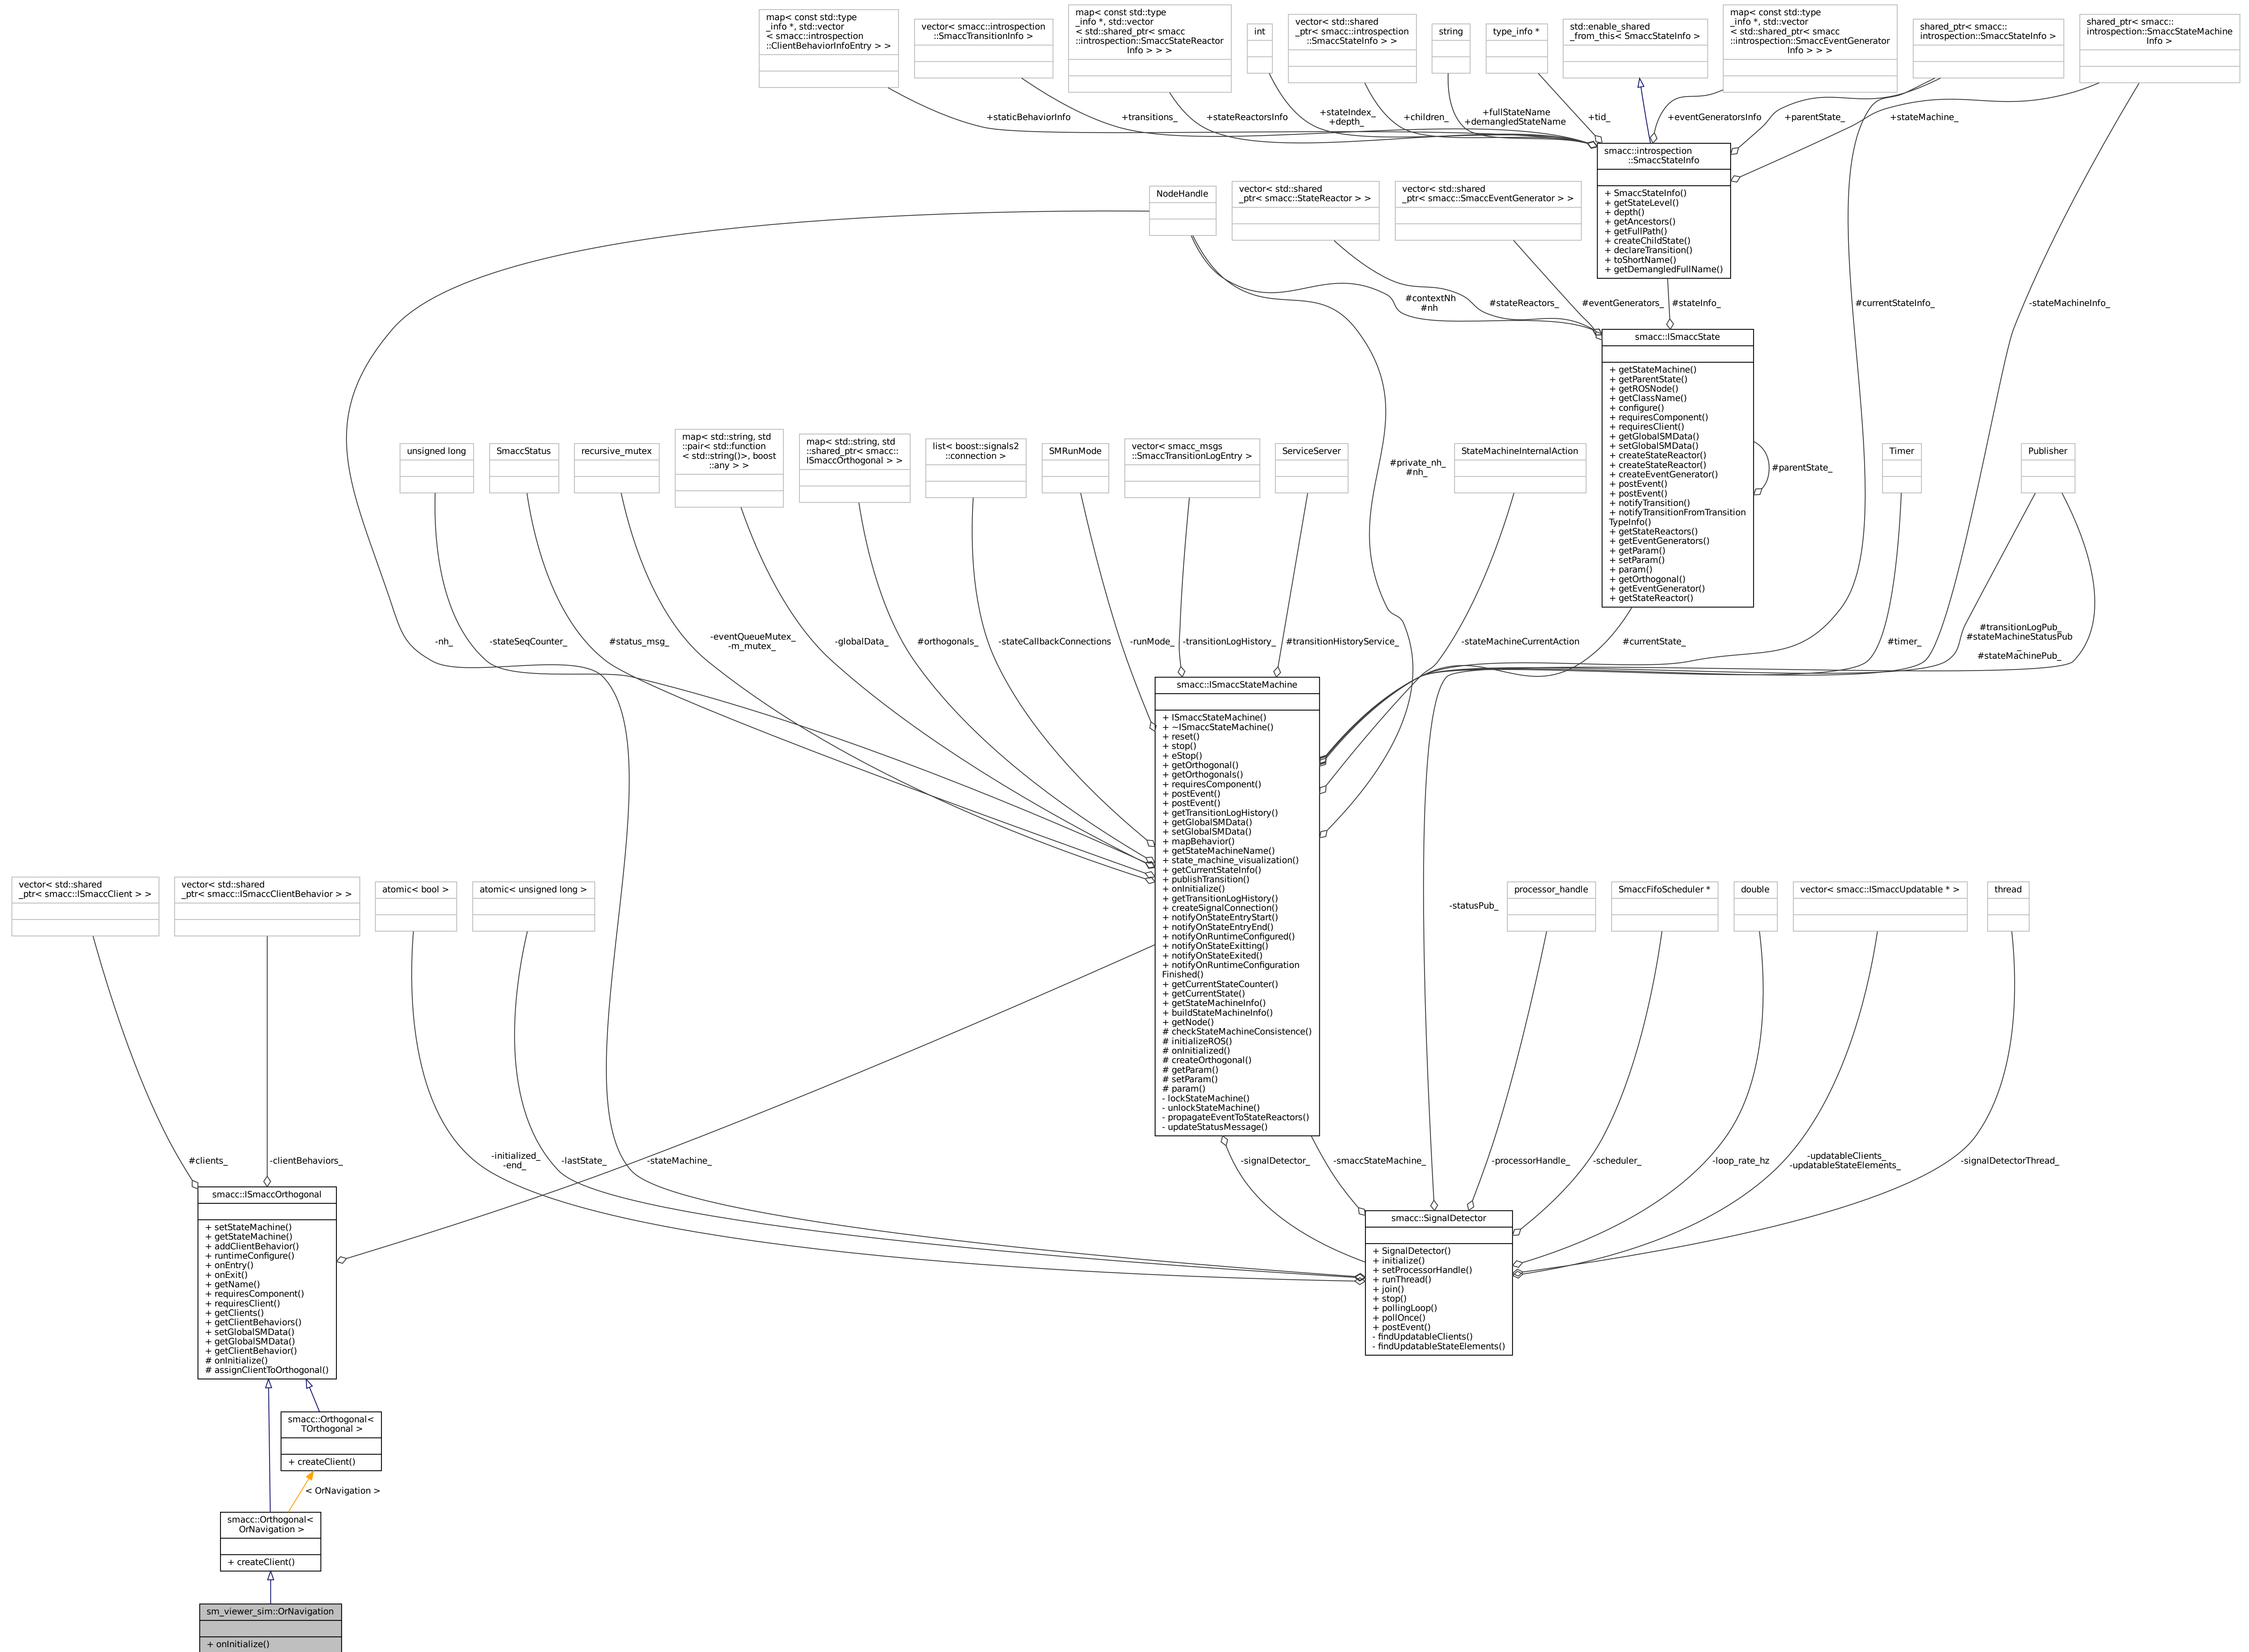 map< const std::type
_info *, std::vector
< smacc::introspection
::ClientBehaviorInfoEntry > >
vector< smacc::introspection
::SmaccTransitionInfo >
map< const std::type
_info *, std::vector
< std::shared_ptr< smacc
::introspection::SmaccStateReactor
Info > > >
int
vector< std::shared
_ptr< smacc::introspection
::SmaccStateInfo > >
string
type_info *
std::enable_shared
_from_this< SmaccStateInfo >
map< const std::type
_info *, std::vector
< std::shared_ptr< smacc
::introspection::SmaccEventGenerator
Info > > >
shared_ptr< smacc::
introspection::SmaccStateInfo >
shared_ptr< smacc::
introspection::SmaccStateMachine
Info >
+staticBehaviorInfo
+transitions_
+stateReactorsInfo
+stateIndex_
+depth_
+children_
+fullStateName
+demangledStateName
+tid_
+eventGeneratorsInfo
+parentState_
+stateMachine_
smacc::introspection
::SmaccStateInfo
+ SmaccStateInfo()
+ getStateLevel()
+ depth()
+ getAncestors()
+ getFullPath()
+ createChildState()
+ declareTransition()
+ toShortName()
+ getDemangledFullName()
NodeHandle
vector< std::shared
_ptr< smacc::StateReactor > >
vector< std::shared
_ptr< smacc::SmaccEventGenerator > >
#contextNh
#nh
#stateReactors_
#eventGenerators_
#stateInfo_
#currentStateInfo_
-stateMachineInfo_
smacc::ISmaccState
+ getStateMachine()
+ getParentState()
+ getROSNode()
+ getClassName()
+ configure()
+ requiresComponent()
+ requiresClient()
+ getGlobalSMData()
+ setGlobalSMData()
+ createStateReactor()
+ createStateReactor()
+ createEventGenerator()
+ postEvent()
+ postEvent()
+ notifyTransition()
+ notifyTransitionFromTransition
TypeInfo()
+ getStateReactors()
+ getEventGenerators()
+ getParam()
+ setParam()
+ param()
+ getOrthogonal()
+ getEventGenerator()
+ getStateReactor()
#parentState_
unsigned long
SmaccStatus
recursive_mutex
map< std::string, std
::pair< std::function
< std::string()>, boost
::any > >
map< std::string, std
::shared_ptr< smacc::
ISmaccOrthogonal > >
list< boost::signals2
::connection >
SMRunMode
vector< smacc_msgs
::SmaccTransitionLogEntry >
ServiceServer
#private_nh_
#nh_
StateMachineInternalAction
Timer
Publisher
-nh_
-stateSeqCounter_
#status_msg_
-eventQueueMutex_
-m_mutex_
-globalData_
#orthogonals_
-stateCallbackConnections
-runMode_
-transitionLogHistory_
#transitionHistoryService_
-stateMachineCurrentAction
#currentState_
#timer_
#transitionLogPub_
#stateMachineStatusPub
_
#stateMachinePub_
smacc::ISmaccStateMachine
+ ISmaccStateMachine()
+ ~ISmaccStateMachine()
+ reset()
+ stop()
+ eStop()
+ getOrthogonal()
+ getOrthogonals()
+ requiresComponent()
+ postEvent()
+ postEvent()
+ getTransitionLogHistory()
+ getGlobalSMData()
+ setGlobalSMData()
+ mapBehavior()
+ getStateMachineName()
+ state_machine_visualization()
+ getCurrentStateInfo()
+ publishTransition()
+ onInitialize()
+ getTransitionLogHistory()
+ createSignalConnection()
+ notifyOnStateEntryStart()
+ notifyOnStateEntryEnd()
+ notifyOnRuntimeConfigured()
+ notifyOnStateExitting()
+ notifyOnStateExited()
+ notifyOnRuntimeConfiguration
Finished()
+ getCurrentStateCounter()
+ getCurrentState()
+ getStateMachineInfo()
+ buildStateMachineInfo()
+ getNode()
# checkStateMachineConsistence()
# initializeROS()
# onInitialized()
# createOrthogonal()
# getParam()
# setParam()
# param()
- lockStateMachine()
- unlockStateMachine()
- propagateEventToStateReactors()
- updateStatusMessage()
vector< std::shared
_ptr< smacc::ISmaccClient > >
vector< std::shared
_ptr< smacc::ISmaccClientBehavior > >
atomic< bool >
atomic< unsigned long >
-statusPub_
processor_handle
SmaccFifoScheduler *
double
vector< smacc::ISmaccUpdatable * >
thread
#clients_
-clientBehaviors_
-initialized_
-end_
-lastState_
-stateMachine_
-signalDetector_
-smaccStateMachine_
-processorHandle_
-scheduler_
-loop_rate_hz
-updatableClients_
-updatableStateElements_
-signalDetectorThread_
smacc::ISmaccOrthogonal
+ setStateMachine()
+ getStateMachine()
+ addClientBehavior()
+ runtimeConfigure()
+ onEntry()
+ onExit()
+ getName()
+ requiresComponent()
+ requiresClient()
+ getClients()
+ getClientBehaviors()
+ setGlobalSMData()
+ getGlobalSMData()
+ getClientBehavior()
# onInitialize()
# assignClientToOrthogonal()
smacc::SignalDetector
+ SignalDetector()
+ initialize()
+ setProcessorHandle()
+ runThread()
+ join()
+ stop()
+ pollingLoop()
+ pollOnce()
+ postEvent()
- findUpdatableClients()
- findUpdatableStateElements()
smacc::Orthogonal<
TOrthogonal >
+ createClient()
< OrNavigation >
smacc::Orthogonal<
OrNavigation >
+ createClient()
sm_viewer_sim::OrNavigation
+ onInitialize()